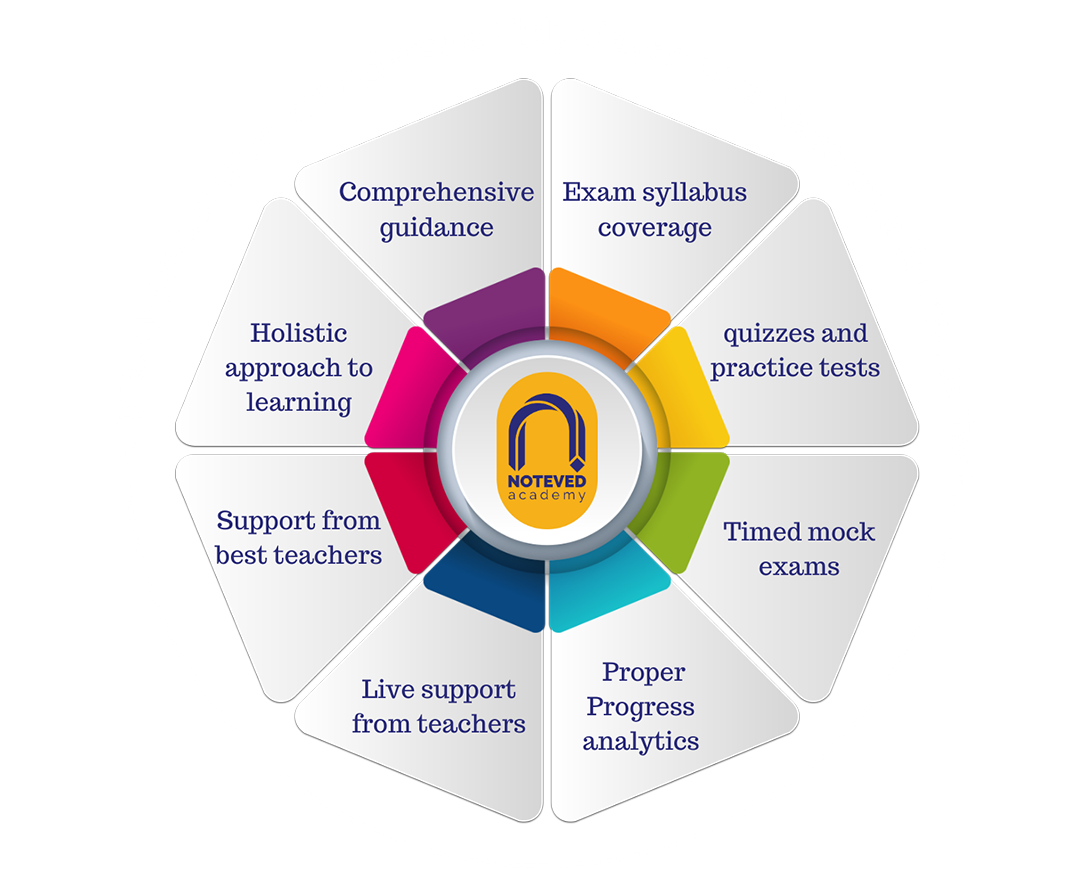 Comprehensive
guidance
Exam syllabus
coverage
quizzes and
practice tests
Timed mock
exams
Proper
Progress
analytics
Live support
from teachers
Support from
best teachers
Holistic
approach to
learning
NOTEVED
academy